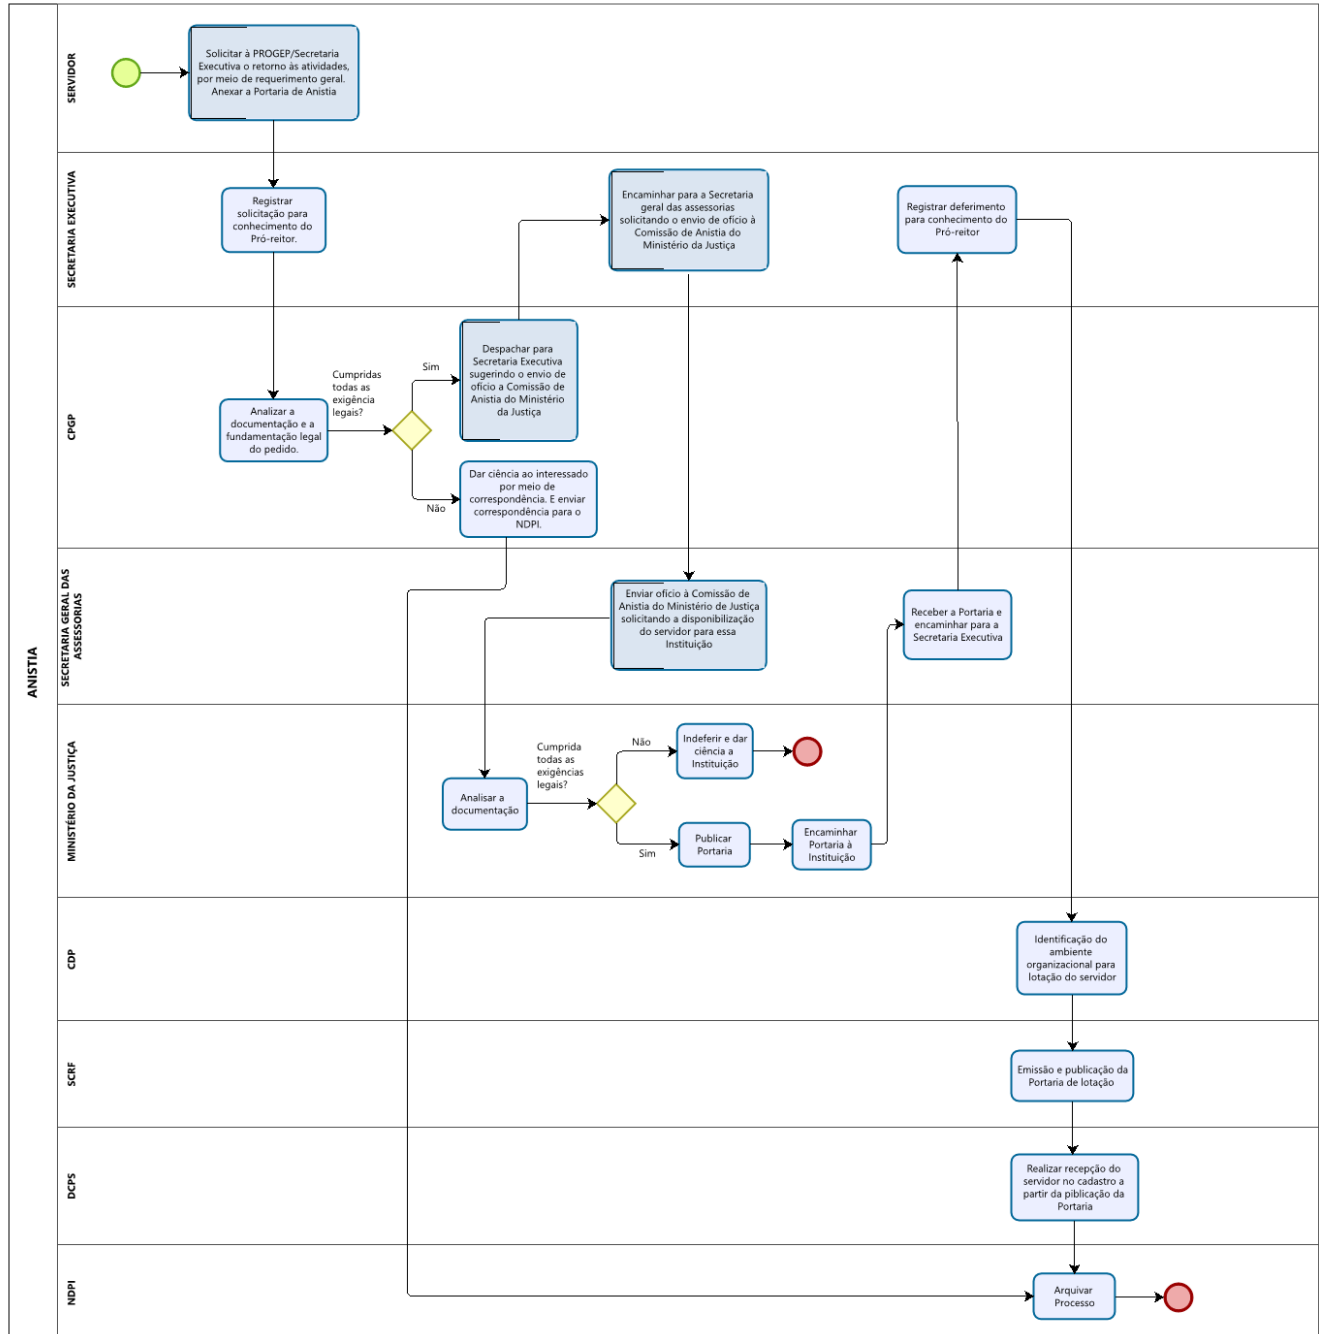 ANISTIA
SERVIDOR
Solicitar à PROGEP/Secretaria
Executiva o retorno às atividades,
por meio de requerimento geral.
Anexar a Portaria de Anistia
SECRETARIA EXECUTIVA
Registrar
solicitação para
conhecimento do
Pró-reitor.
Encaminhar para a Secretaria
geral das assessorias
solicitando o envio de ofício à
Comissão de Anistia do
Ministério da Justiça
Registrar deferimento
para conhecimento do
Pró-reitor
CPGP
Analizar a
documentação e a
fundamentação legal
do pedido.
Cumpridas
todas as
exigência
legais?
Sim
Despachar para
Secretaria Executiva
sugerindo o envio de
ofício a Comissão de
Anistia do Ministério
da Justiça
Não
Dar ciência ao interessado
por meio de
correspondência. E enviar
correspondência para o
NDPI.
SECRETARIA GERAL DAS
ASSESSORIAS
Enviar ofício à Comissão de
Anistia do Ministério de Justiça
solicitando a disponibilização
do servidor para essa
Instituição
Receber a Portaria e
encaminhar para a
Secretaria Executiva
MINISTÉRIO DA JUSTIÇA
Analisar a
documentação
Cumprida
todas as
exigências
legais?
Não
Indeferir e dar
ciência a
Instituição
Sim
Publicar
Portaria
Encaminhar
Portaria à
Instituição
CDP
Identificação do
ambiente
organizacional para
lotação do servidor
SCRF
Emissão e publicação da
Portaria de lotação
DCPS
Realizar recepção do
servidor no cadastro a
partir da piblicação da
Portaria
NDPI
Arquivar
Processo